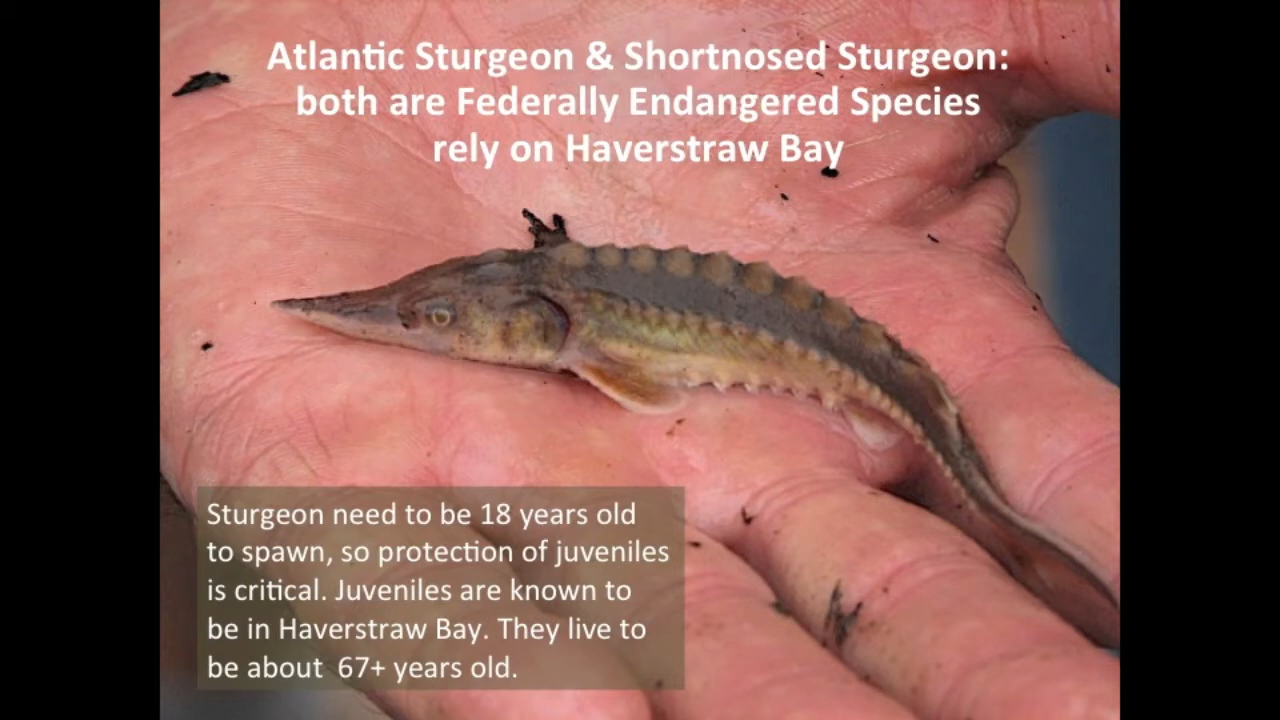 Atlantic Sturgeon & Shortnosed Sturgeon:
both are Federally Endangered Species
rely on Haverstraw Bay
Sturgeon need to be 18 years old
to spawn, so protection of juveniles
is critical. Juveniles are known to
be in Haverstraw Bay. They live to
be about  67+ years old.